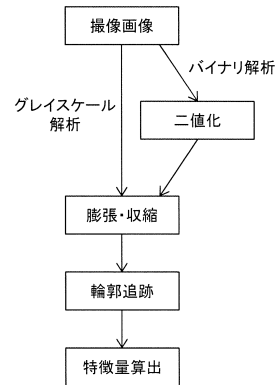 撮像画像
バイナリ解析
グレイスケール
解析
二値化
膨張・収縮
輪郭追跡
特徴量算出